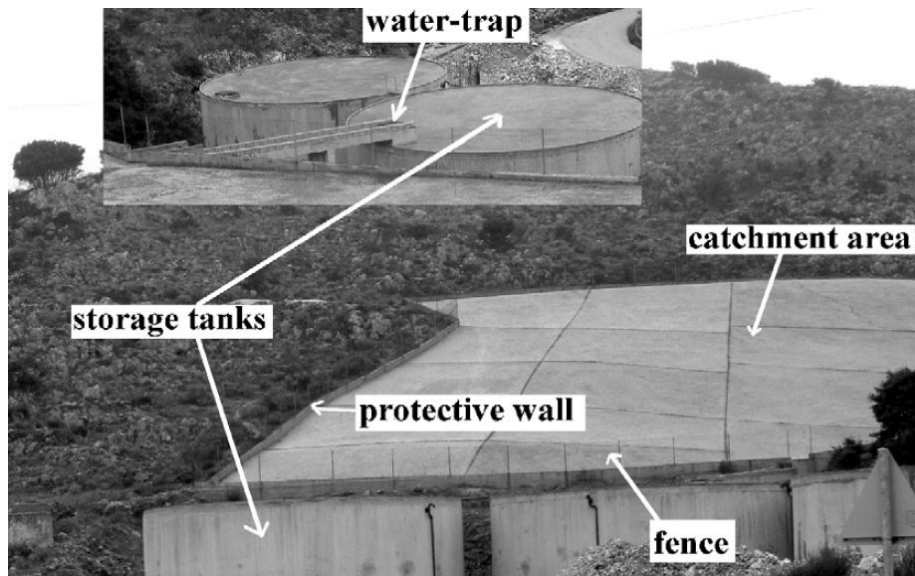 water-trap
catchment area
storage tanks
protective wall
fence